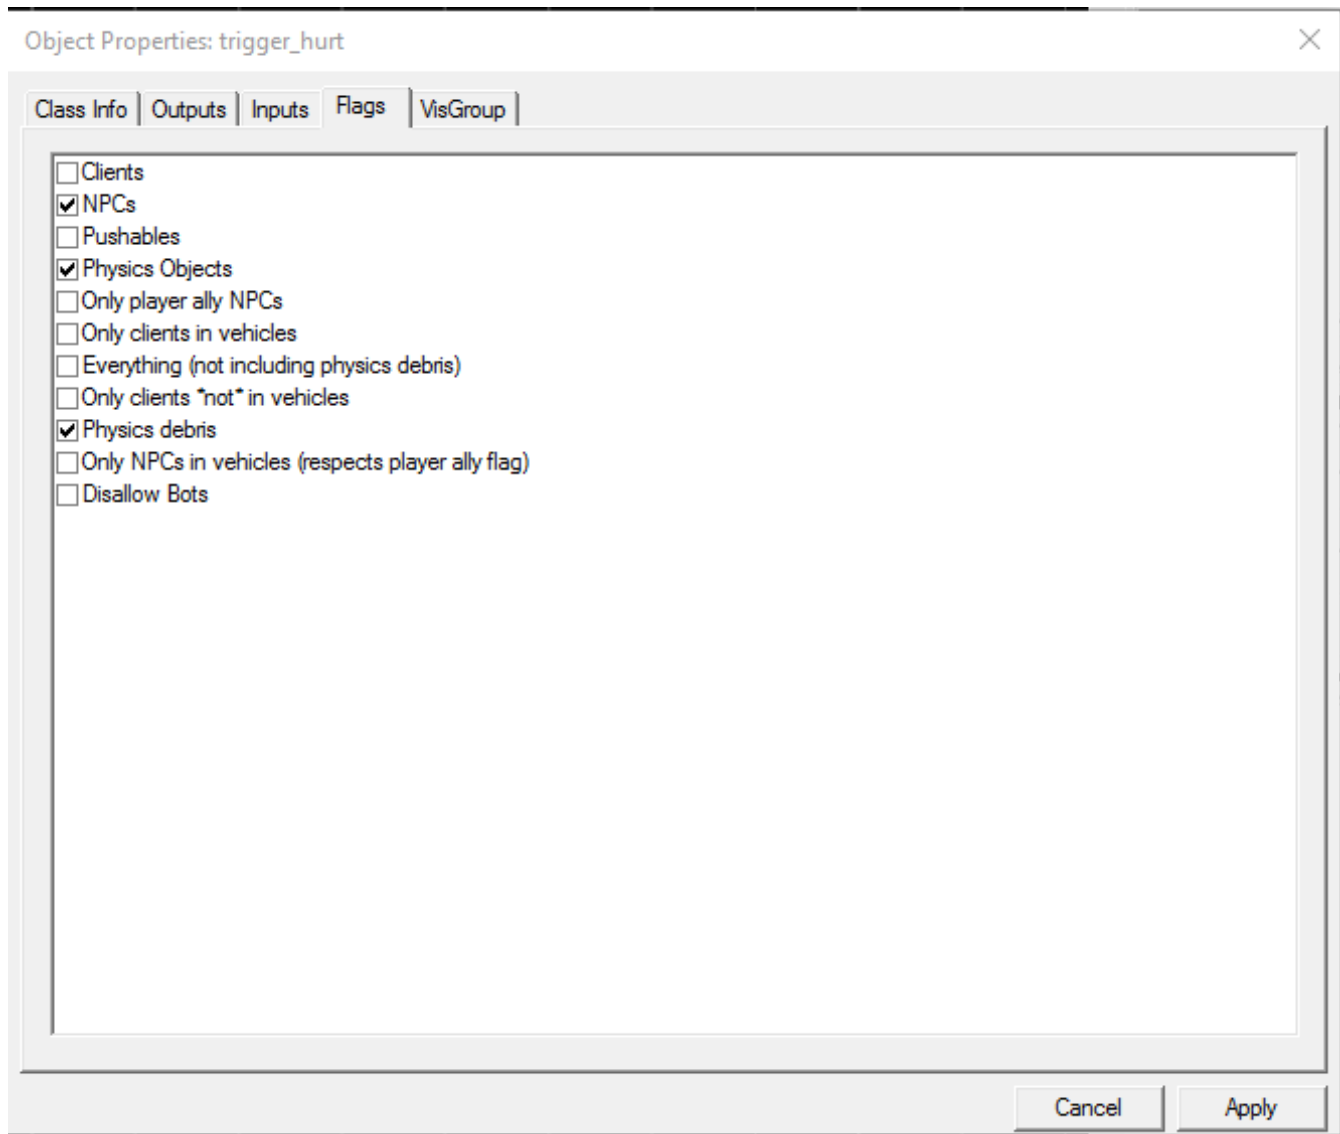 Object Properties: trigger_hurt
Class Info Outputs Inputs Flags VisGroup
Clients
NPCs
Pushables
Physics Objects
Only player ally NPCs
Only clients in vehicles
Everything (not including physics debris)
Only clients *not* in vehicles
Physics debris
Only NPCs in vehicles (respects player ally flag)
Disallow Bots
Cancel Apply